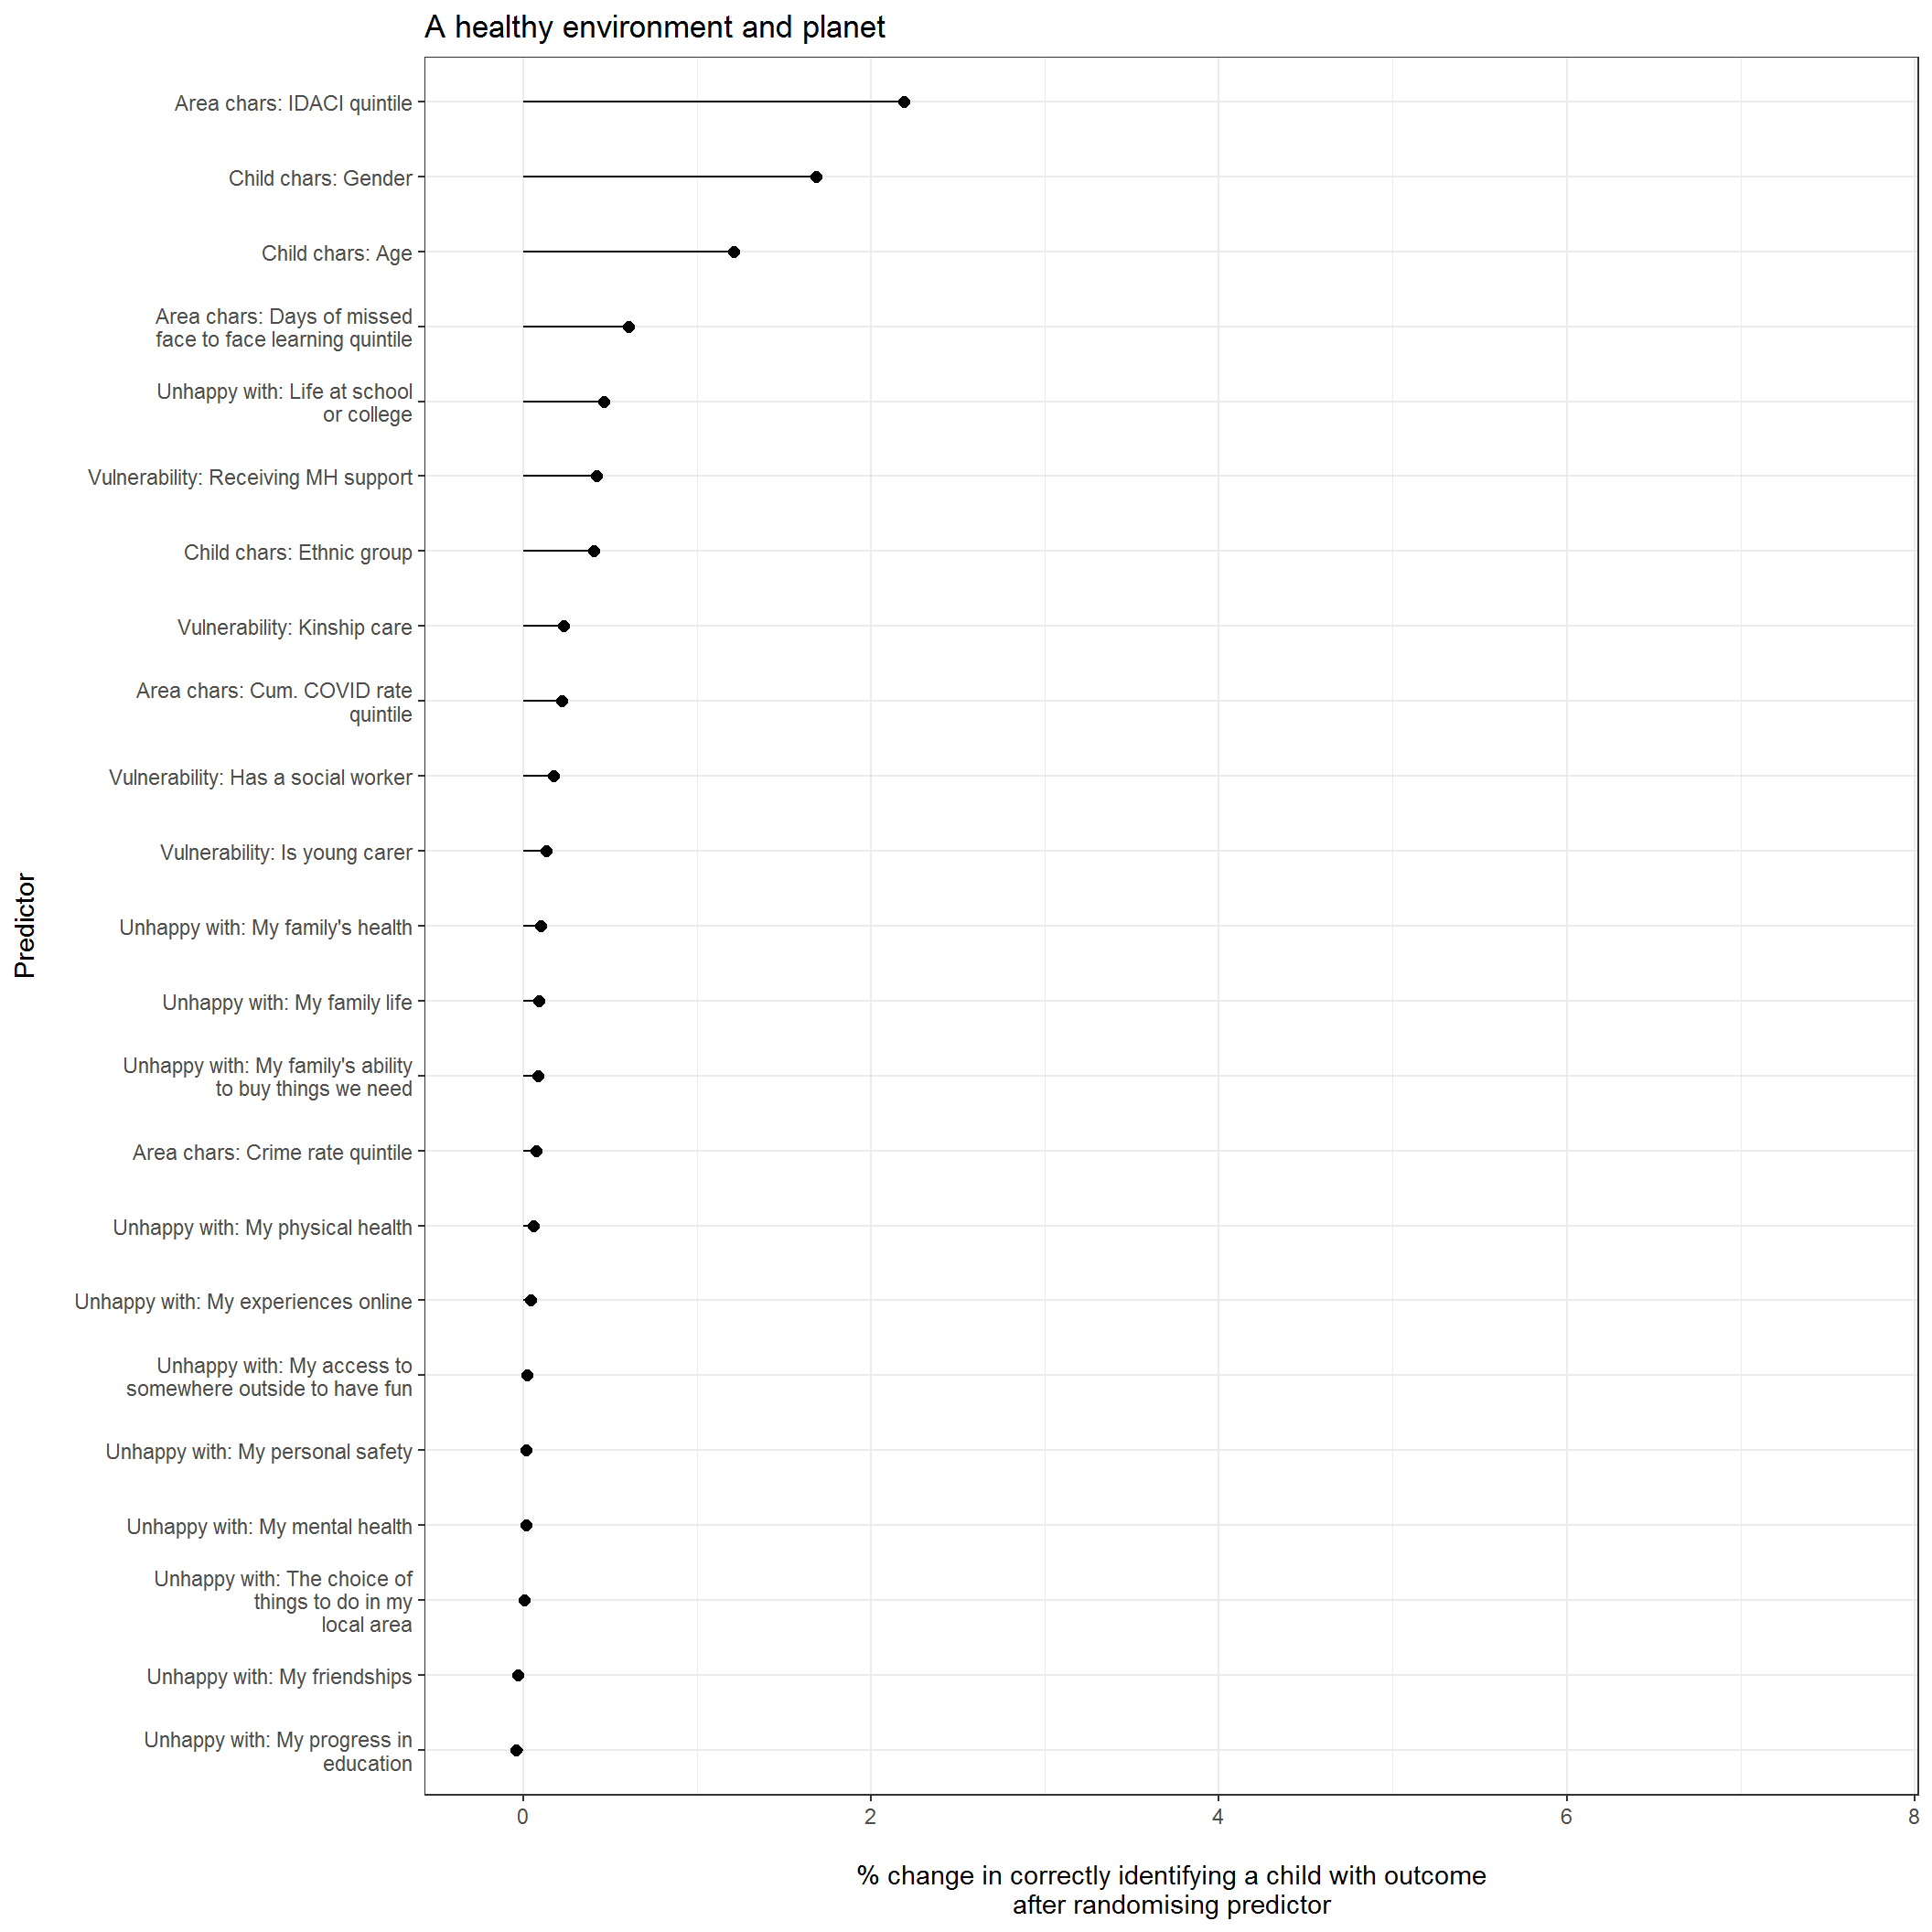 A healthy environment and planet
Area chars: IDACI quintile
Child chars: Gender
Child chars: Age
Area chars: Days of missed
face to face learning quintile
Unhappy with: Life at school
or college
Vulnerability: Receiving MH support
Child chars: Ethnic group
Vulnerability: Kinship care
Area chars: Cum. COVID rate
quintile
Vulnerability: Has a social worker
Vulnerability: Is young carer
Unhappy with: My family's health
Unhappy with: My family life
Unhappy with: My family's ability
to buy things we need
Area chars: Crime rate quintile
Unhappy with: My physical health
Unhappy with: My experiences online
Unhappy with: My access to
somewhere outside to have fun
Unhappy with: My personal safety
Unhappy with: My mental health
Unhappy with: The choice of
things to do in my
local area
Unhappy with: My friendships
Unhappy with: My progress in
education
Predictor
0 2 4 6 8
% change in correctly identifying a child with outcome
after randomising predictor